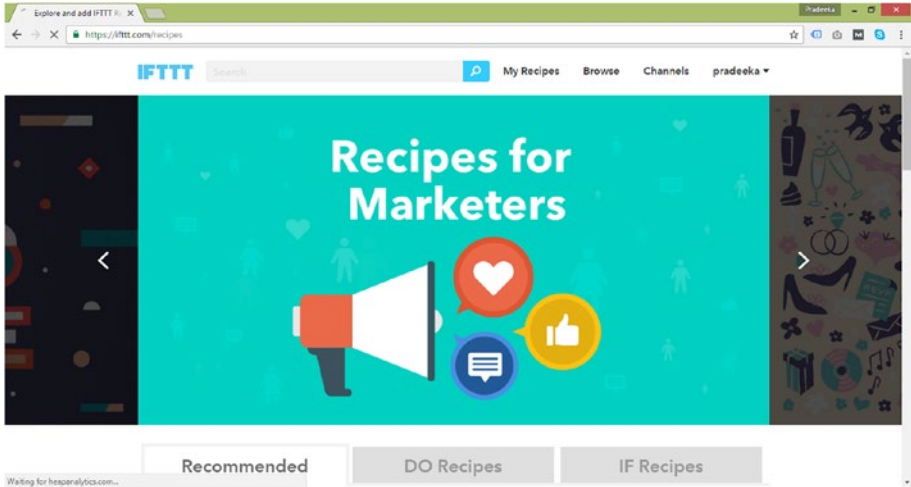 Pradeeka
Explore and add IFTTT R
https://ifttt.com/recipes
IFTTT
Search
My Recipes
Browse
Channels
pradeeka
Recipes for
Marketers
Recommended
DO Recipes
IF Recipes
Waiting for heapanalytics.com...